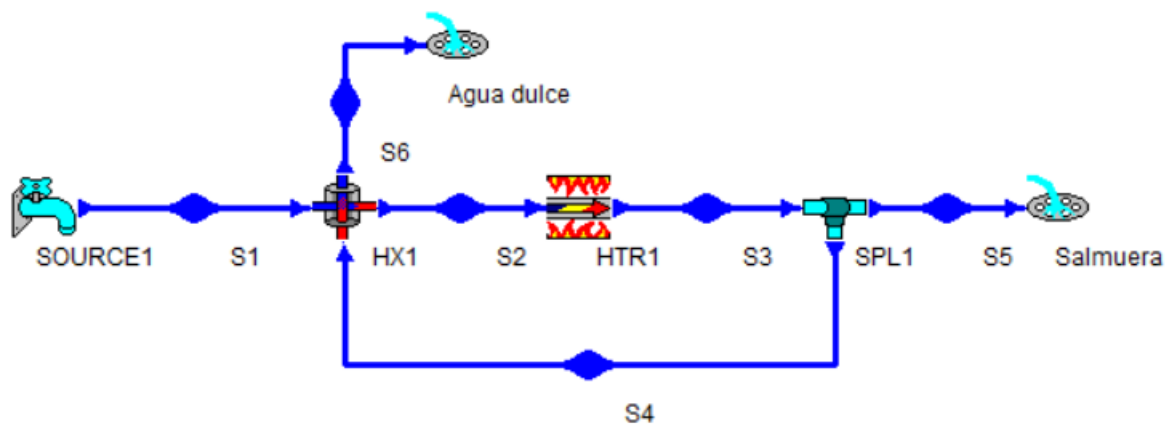 Agua dulce
S6
SOURCE1 S1 HX1 S2 HTR1 S3 SPL1 S5 Salmuera
S4